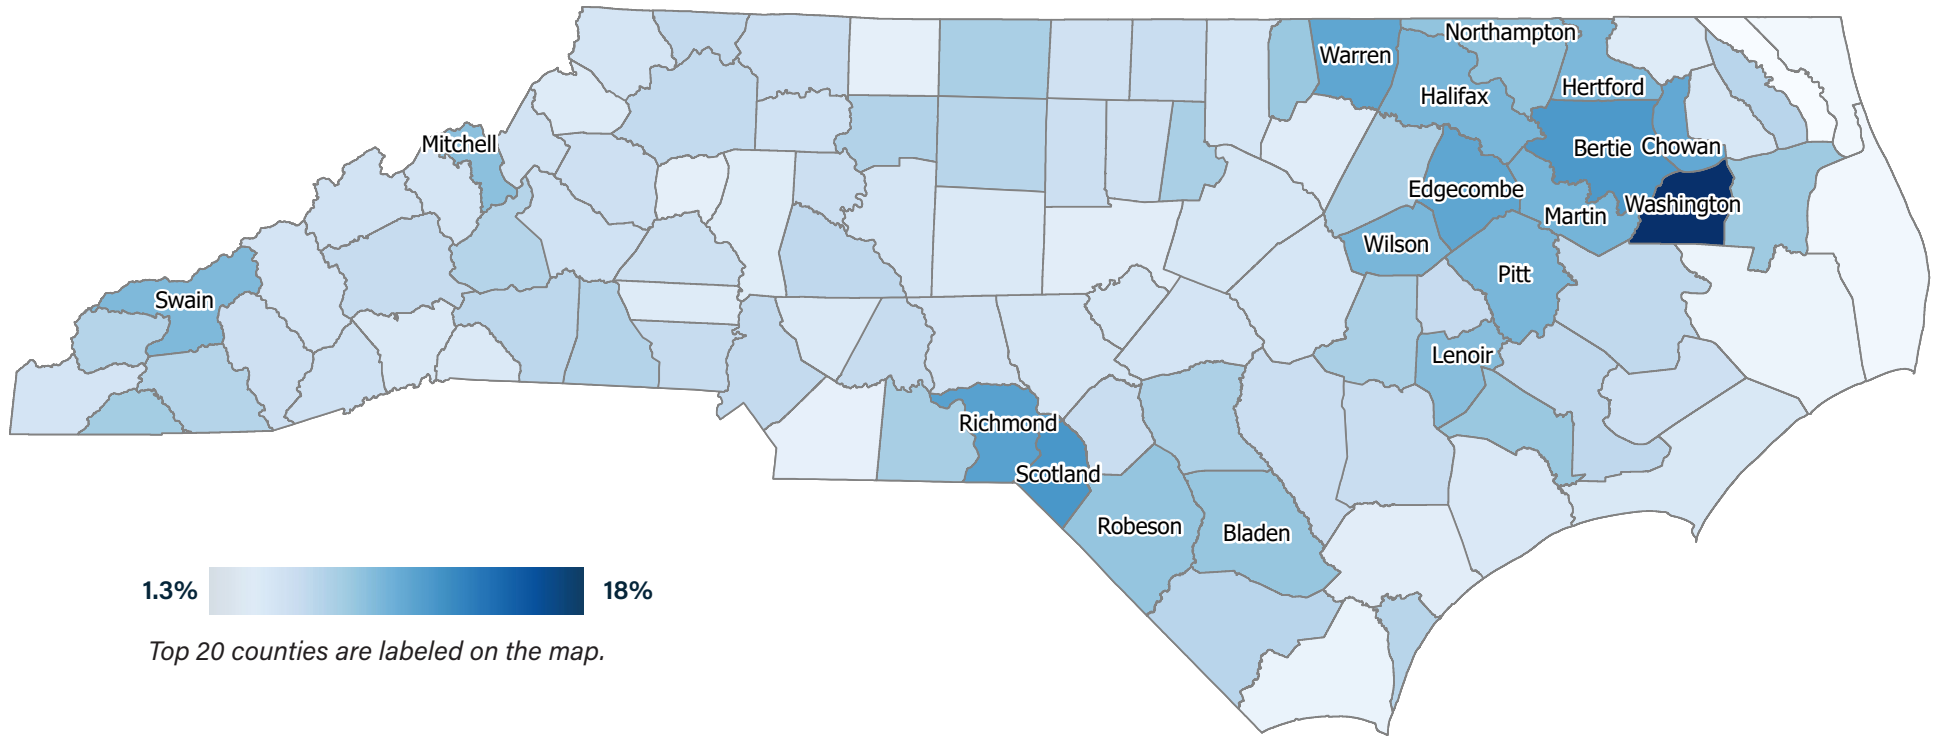 Northampton
Warren
Hertford
Halifax
Mitchell
Bertie
Chowan
Edgecombe
Washington
Martin
Wilson
Pitt
Swain
Lenoir
Richmond
Scotland
Robeson
Bladen
1.3%
18%
Top 20 counties are labeled on the map.